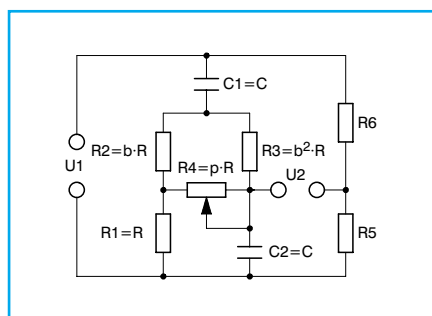 C1=C
R6
R2=b·R
R3=b²·R
R4=p·R
U1
U2
R1=R
C2=C
R5